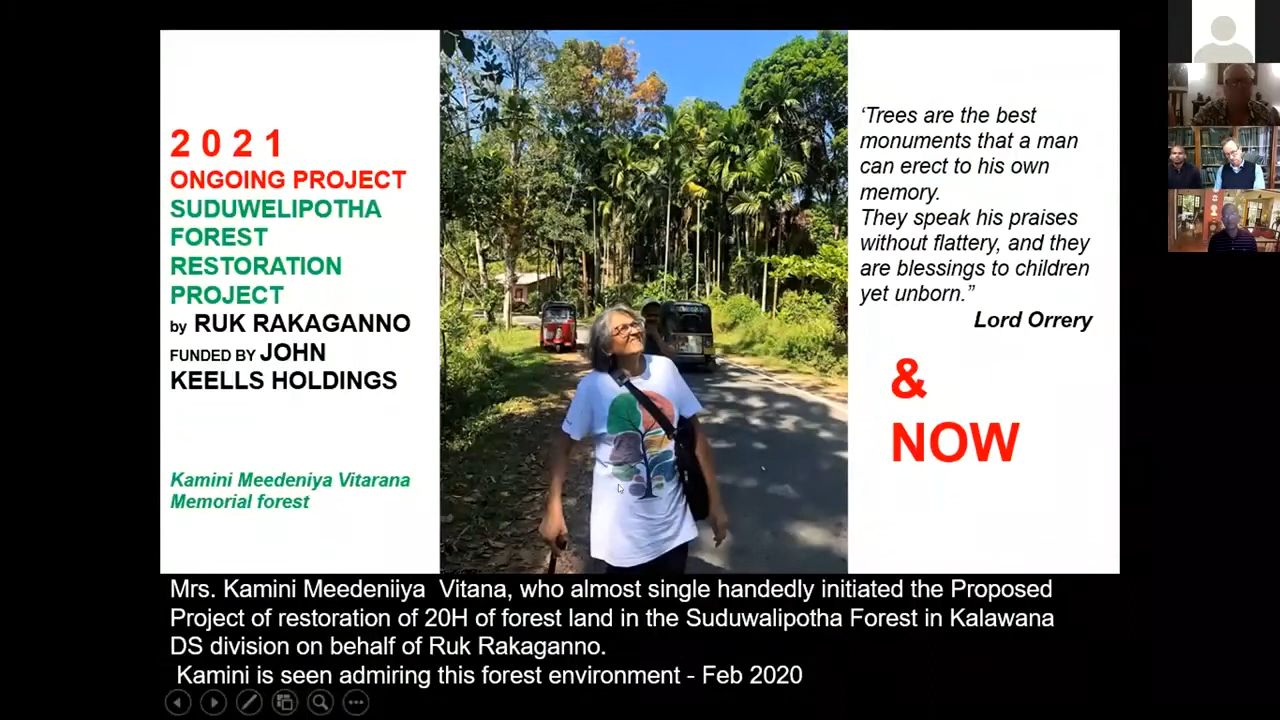 2 0 2 1
ONGOING PROJECT
SUDUWELIPOTHA
FOREST
RESTORATION
PROJECT
by RUK RAKAGANNO
FUNDED BY JOHN
KEELLS HOLDINGS
Kamini Meedeniya Vitarana
Memorial forest
‘Trees are the best
monuments that a man
can erect to his own
memory.
They speak his praises
without flattery, and they
are blessings to children
yet unborn.”
Lord Orrery
&
NOW
Mrs. Kamini Meedeniiya Vitana, who almost single handedly initiated the Proposed
Project of restoration of 20H of forest land in the Suduwalipotha Forest in Kalawana
DS division on behalf of Ruk Rakaganno.
Kamini is seen admiring this forest environment - Feb 2020